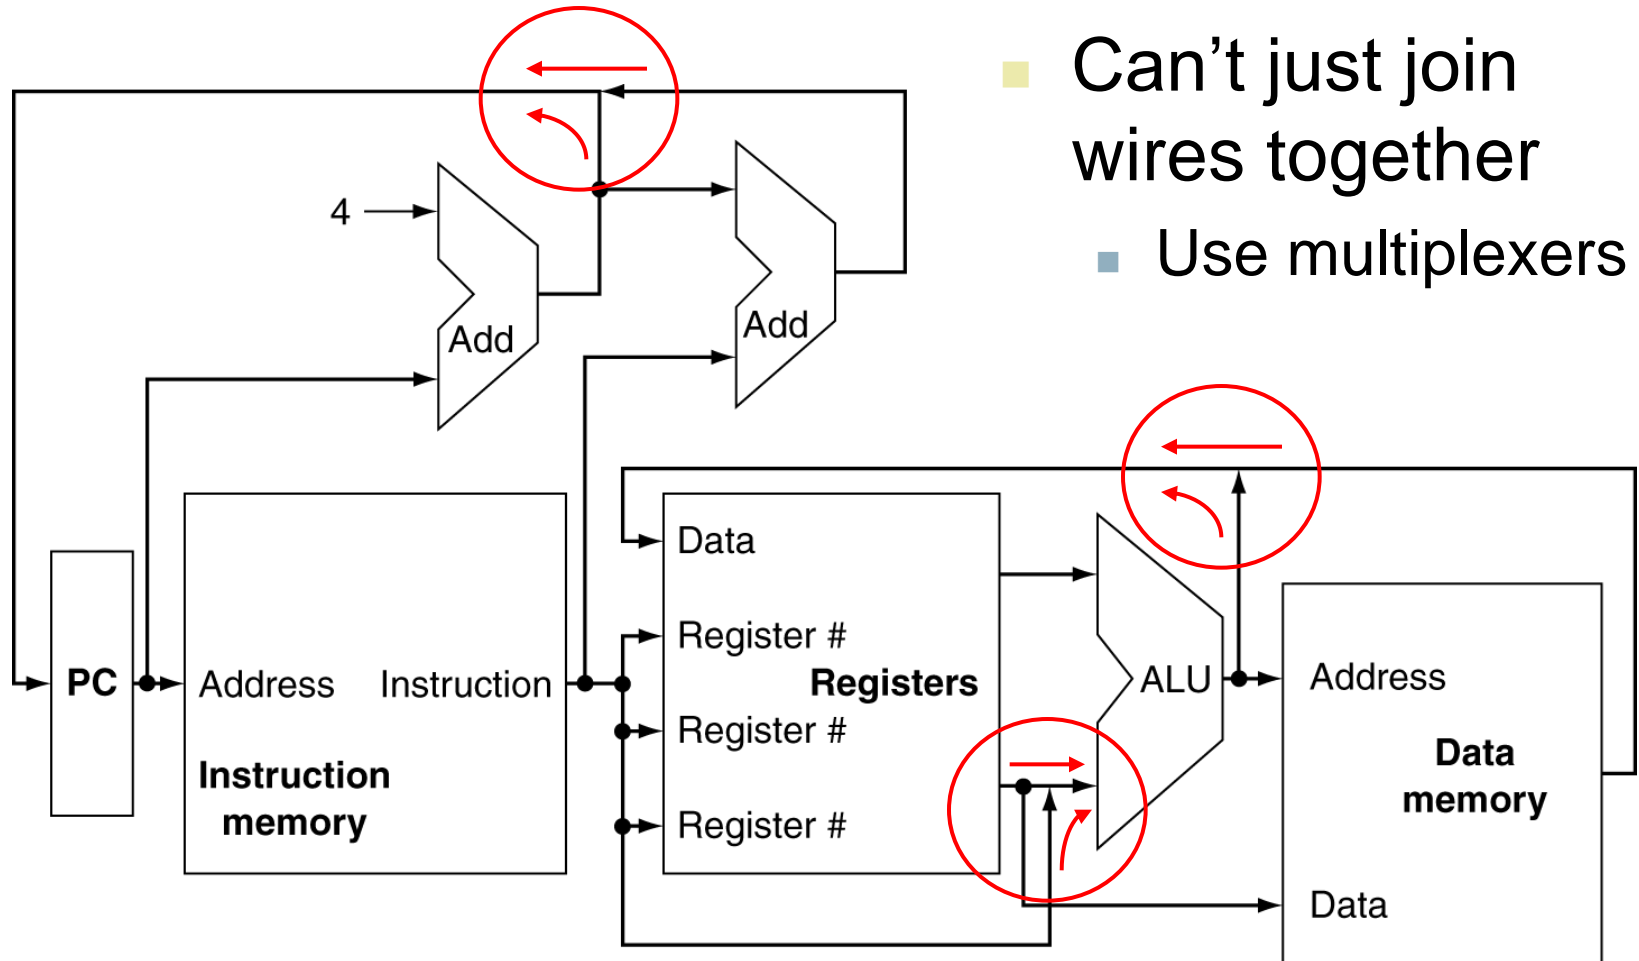 Can’t just join
wires together
Use multiplexers
4
Add
Add
Data
Register #
PC
Address
Instruction
Registers
ALU
Address
Register #
Instruction
memory
Data
memory
Register #
Data